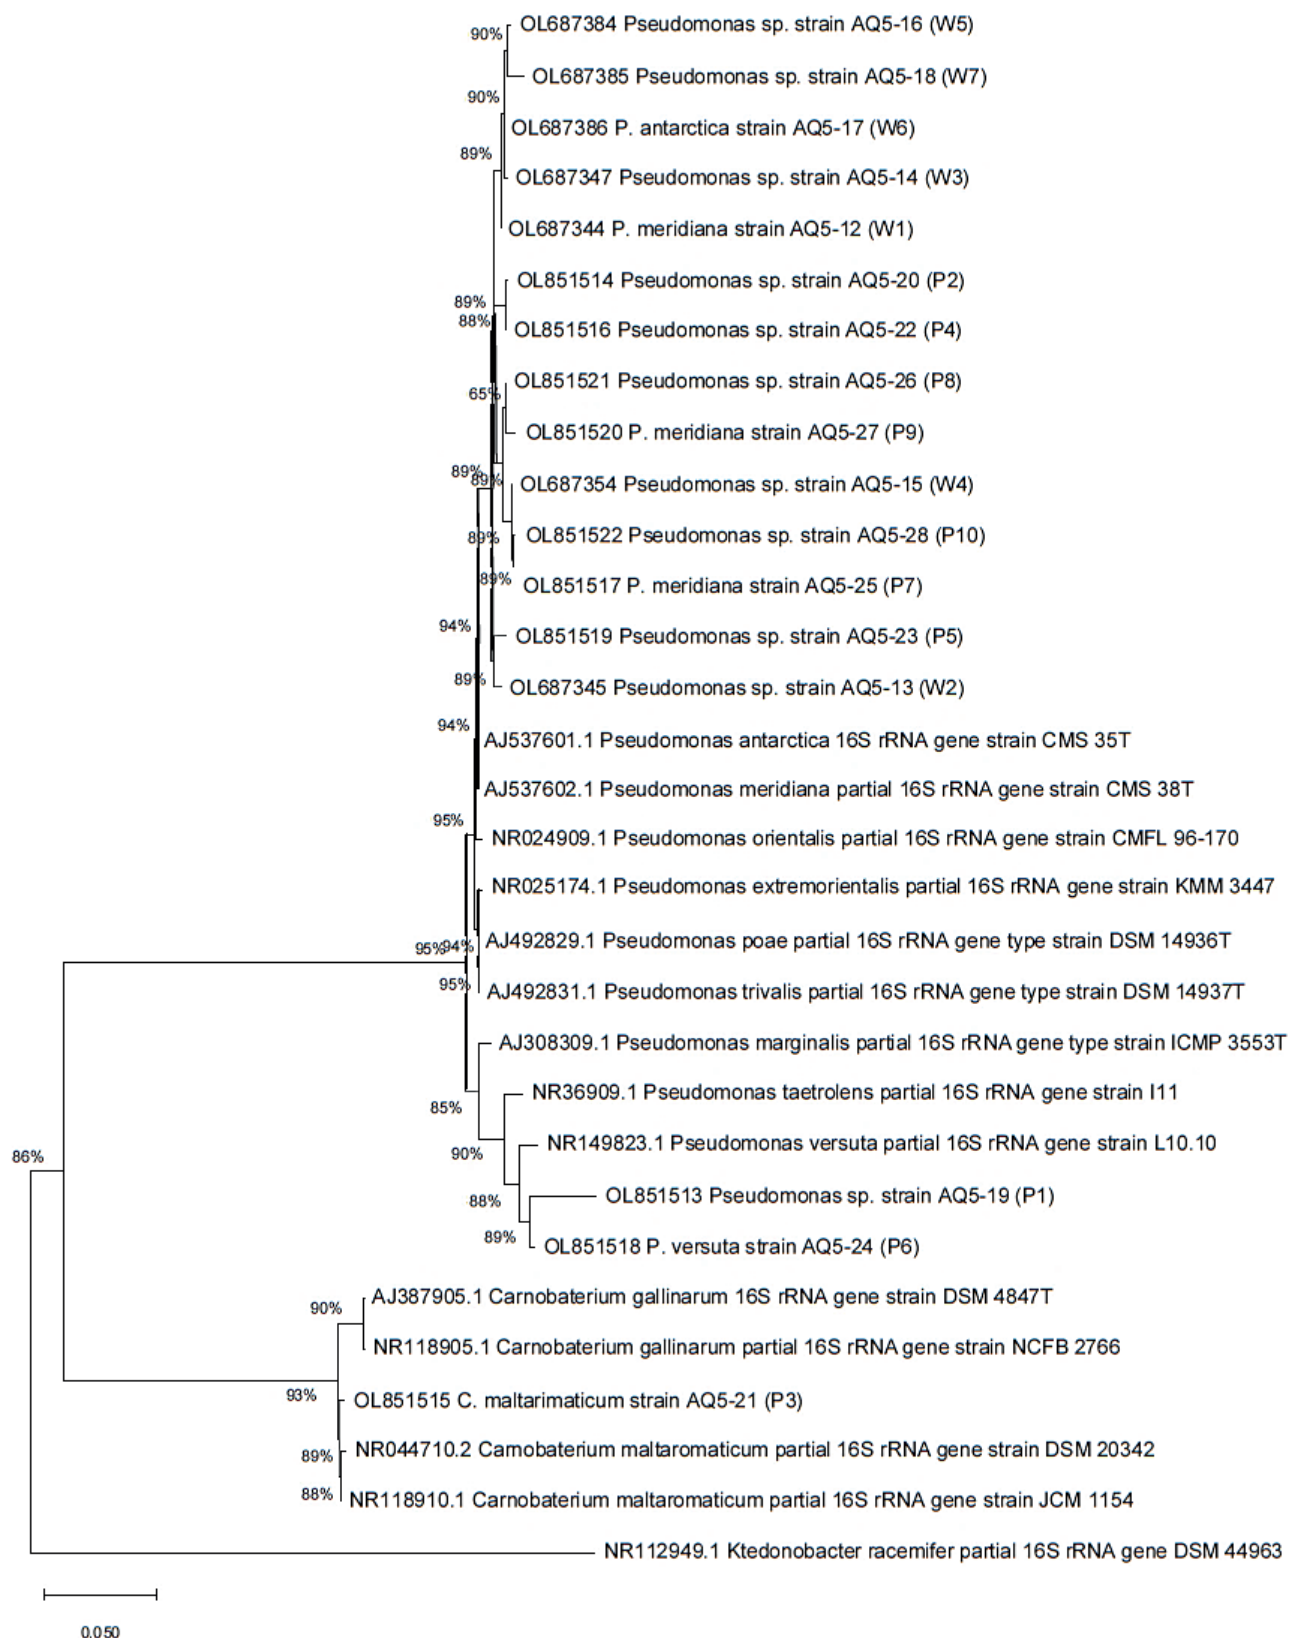 OL687384 Pseudomonas sp. strain AQ5-16 (W5)
90%
OL687385 Pseudomonas sp. strain AQ5-18 (W7)
90%
OL687386 P. antarctica strain AQ5-17 (W6)
89%
OL687347 Pseudomonas sp. strain AQ5-14 (W3)
OL687344 P. meridiana strain AQ5-12 (W1)
OL851514 Pseudomonas sp. strain AQ5-20 (P2)
89%
88%
OL851516 Pseudomonas sp. strain AQ5-22 (P4)
OL851521 Pseudomonas sp. strain AQ5-26 (P8)
65%
OL851520 P. meridiana strain AQ5-27 (P9)
89%
89%
OL687354 Pseudomonas sp. strain AQ5-15 (W4)
OL851522 Pseudomonas sp. strain AQ5-28 (P10)
89%
89%
OL851517 P. meridiana strain AQ5-25 (P7)
94%
OL851519 Pseudomonas sp. strain AQ5-23 (P5)
89%
OL687345 Pseudomonas sp. strain AQ5-13 (W2)
94%
AJ537601.1 Pseudomonas antarctica 16S rRNA gene strain CMS 35T
AJ537602.1 Pseudomonas meridiana partial 16S rRNA gene strain CMS 38T
95%
NR024909.1 Pseudomonas orientalis partial 16S rRNA gene strain CMFL 96-170
NR025174.1 Pseudomonas extremorientalis partial 16S rRNA gene strain KMM 3447
95%
94%
AJ492829.1 Pseudomonas poae partial 16S rRNA gene type strain DSM 14936T
95%
AJ492831.1 Pseudomonas trivalis partial 16S rRNA gene type strain DSM 14937T
AJ308309.1 Pseudomonas marginalis partial 16S rRNA gene type strain ICMP 3553T
85%
NR36909.1 Pseudomonas taetrolens partial 16S rRNA gene strain I11
90%
NR149823.1 Pseudomonas versuta partial 16S rRNA gene strain L10.10
86%
88%
OL851513 Pseudomonas sp. strain AQ5-19 (P1)
89%
OL851518 P. versuta strain AQ5-24 (P6)
AJ387905.1 Carnobaterium gallinarum 16S rRNA gene strain DSM 4847T
90%
NR118905.1 Carnobaterium gallinarum partial 16S rRNA gene strain NCFB 2766
93%
OL851515 C. maltarimaticum strain AQ5-21 (P3)
NR044710.2 Carnobaterium maltaromaticum partial 16S rRNA gene strain DSM 20342
89%
88%
NR118910.1 Carnobaterium maltaromaticum partial 16S rRNA gene strain JCM 1154
NR112949.1 Ktedonobacter racemifer partial 16S rRNA gene DSM 44963
0.050